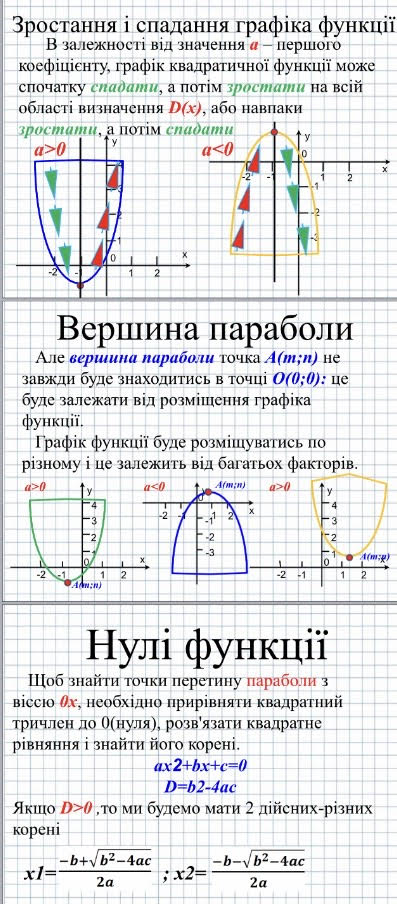 Зростання і спадання графіка функції
В залежності від значення a – першого
коефіцієнту, графік квадратичної функції може
спочатку спадати, а потім зростати на всій
області визначення D(x), або навпаки
зростати, а потім спадати
a>0
a<0
y
4
3
2
1
0
-2 -1 1 2
x
y
0
-2 -1 1 2
x
-1
-2
-3
Вершина параболи
Але вершина параболи точка A(m;n) не
завжди буде знаходитись в точці O(0;0): це
буде залежати від розміщення графіка
функції.
Графік функції буде розміщуватись по
різному і це залежить від багатьох факторів.
a>0
y
4
3
2
1
0
-2 -1 1 2
x
A(m;n)
a<0
A(m;n)
y
-2 1 2
x
-1
-2
-3
a>0
y
4
3
2
1
0
-2 -1 1 2
x
A(m;n)
Нулі функції
Щоб знайти точки перетину параболи з
віссю 0x, необхідно прирівняти квадратний
тричлен до 0(нуля), розв'язати квадратне
рівняння і знайти його корені.
ax2+bx+c=0
D=b2-4ac
Якщо D>0 ,то ми будемо мати 2 дійсних-різних
корені
x1=(−b+√b²−4ac)/2a ; x2=(−b−√b²−4ac)/2a